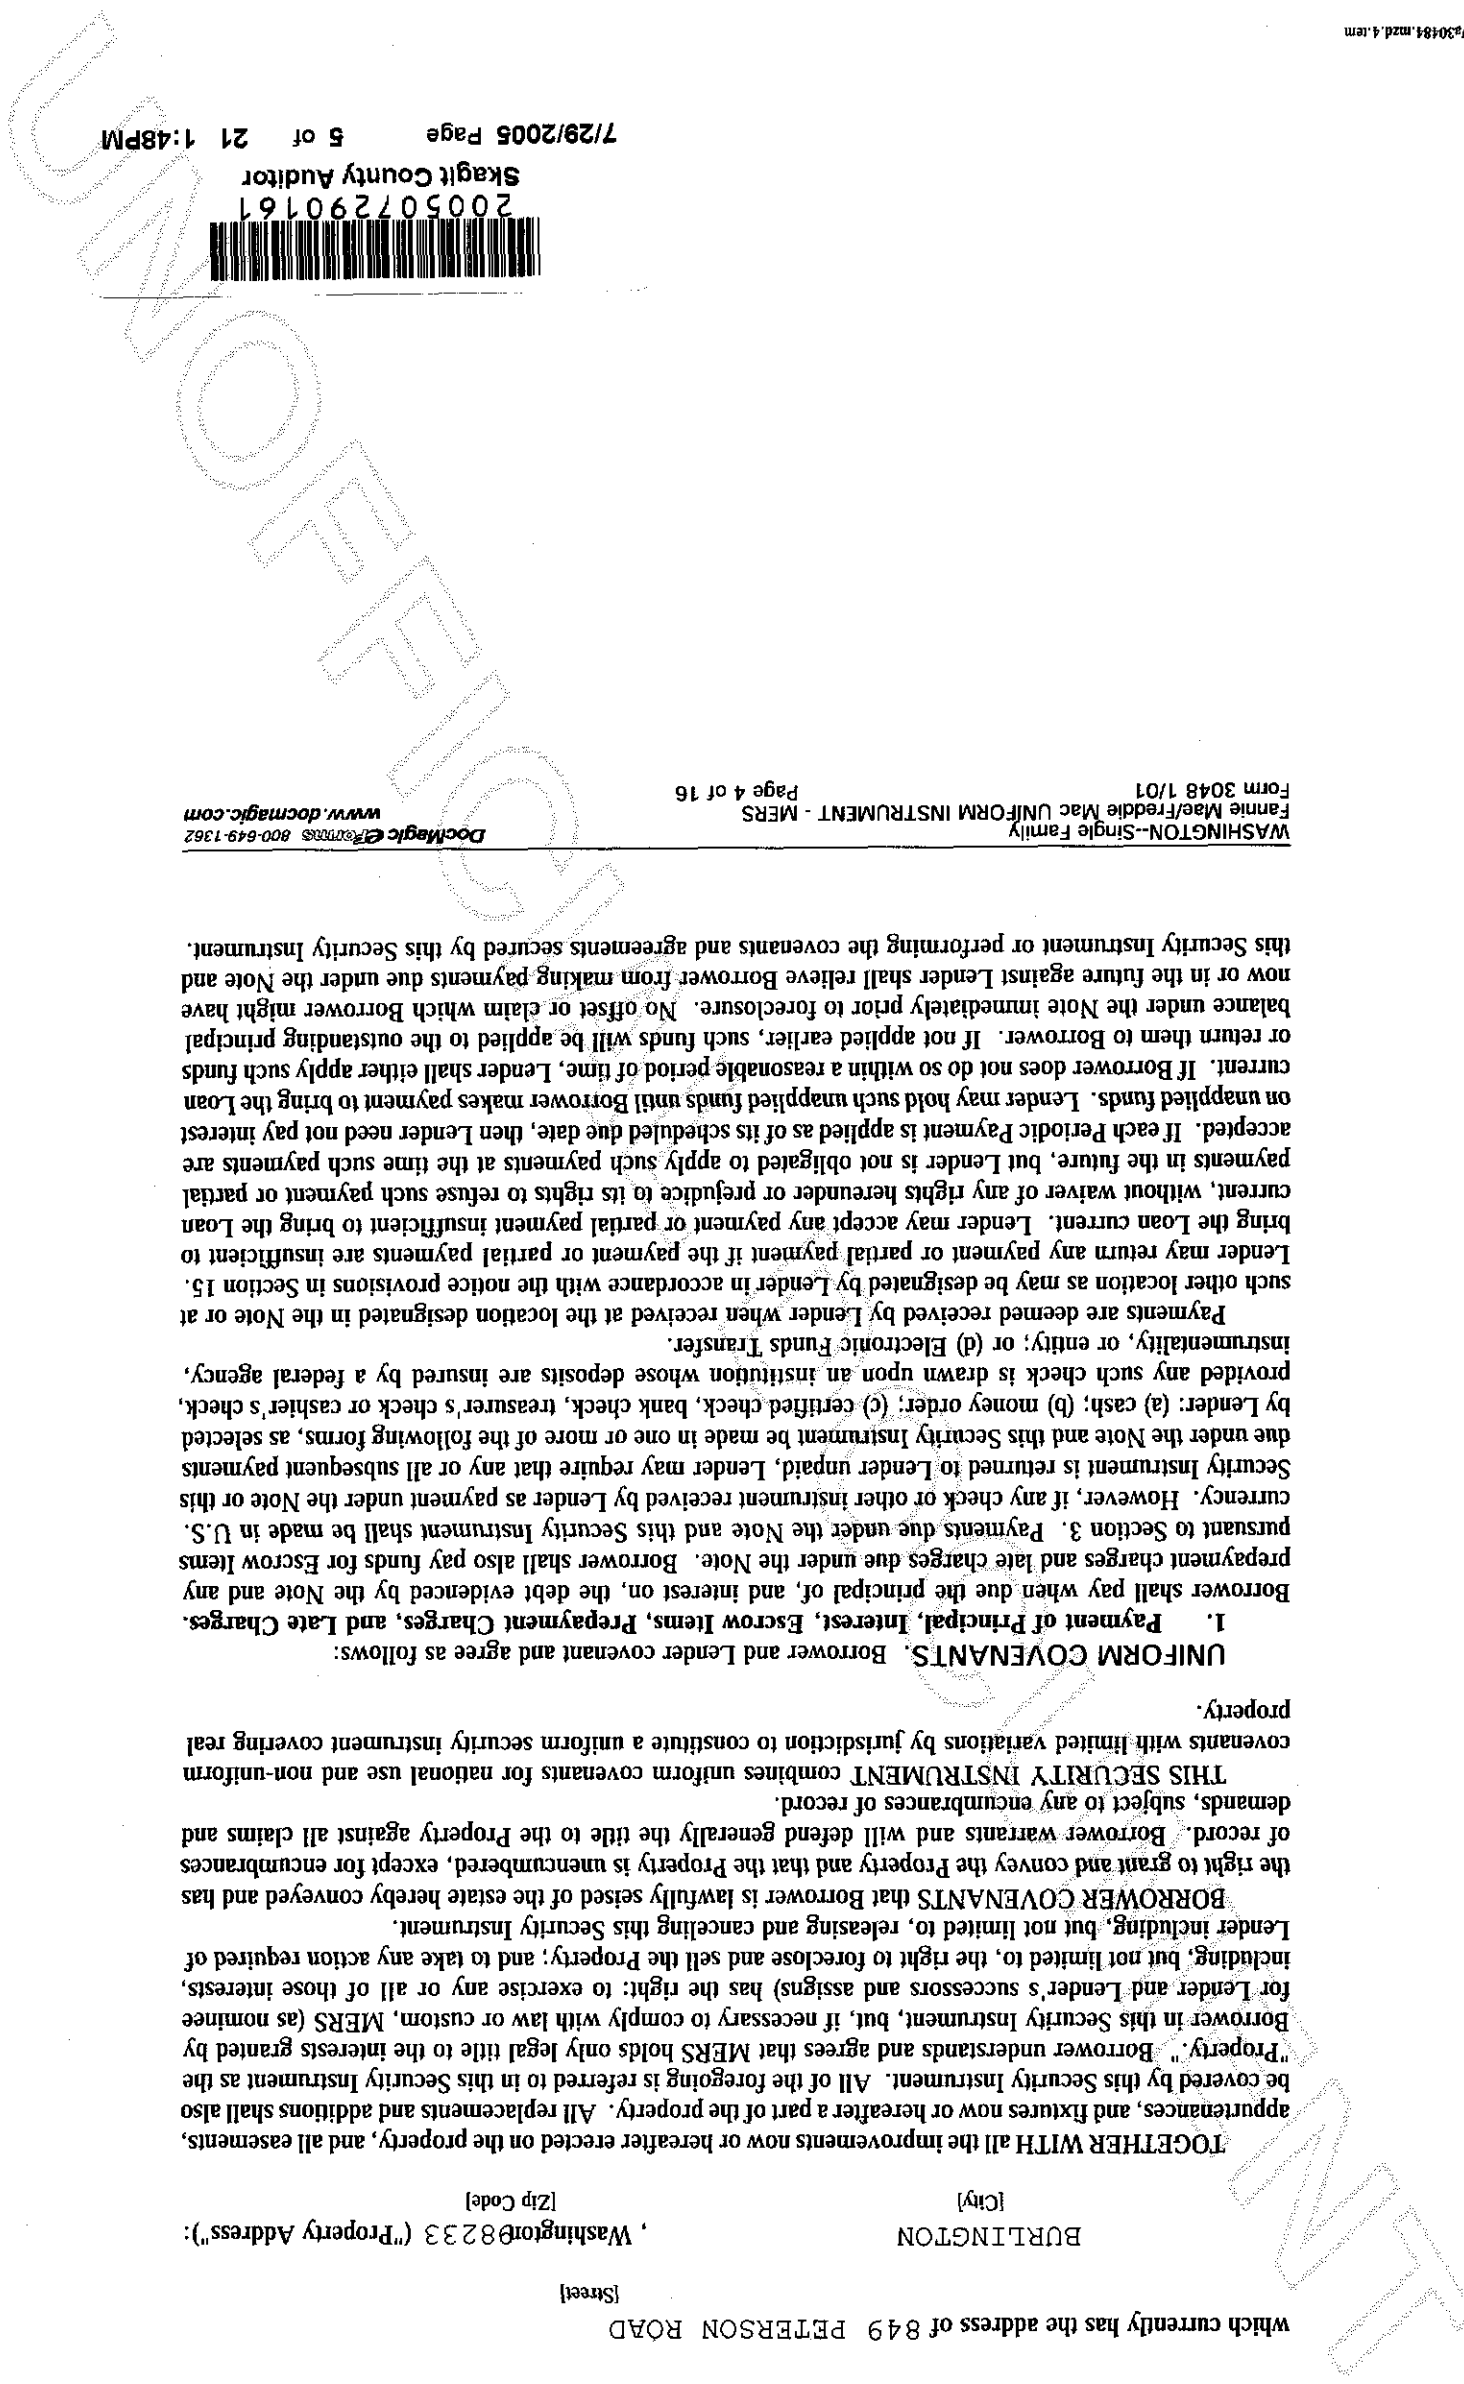 which currently has the address of 849 PETERSON ROAD
[Street]
BURLINGTON , Washington 98233 ("Property Address"):
[City] [Zip Code]
TOGETHER WITH all the improvements now or hereafter erected on the property, and all easements,
appurtenances, and fixtures now or hereafter a part of the property. All replacements and additions shall also
be covered by this Security Instrument. All of the foregoing is referred to in this Security Instrument as the
"Property." Borrower understands and agrees that MERS holds only legal title to the interests granted by
Borrower in this Security Instrument, but, if necessary to comply with law or custom, MERS (as nominee
for Lender and Lender's successors and assigns) has the right: to exercise any or all of those interests,
including, but not limited to, the right to foreclose and sell the Property; and to take any action required of
Lender including, but not limited to, releasing and canceling this Security Instrument.
BORROWER COVENANTS that Borrower is lawfully seised of the estate hereby conveyed and has
the right to grant and convey the Property and that the Property is unencumbered, except for encumbrances
of record. Borrower warrants and will defend generally the title to the Property against all claims and
demands, subject to any encumbrances of record.
THIS SECURITY INSTRUMENT combines uniform covenants for national use and non-uniform
covenants with limited variations by jurisdiction to constitute a uniform security instrument covering real
property.
UNIFORM COVENANTS. Borrower and Lender covenant and agree as follows:
1. Payment of Principal, Interest, Escrow Items, Prepayment Charges, and Late Charges.
Borrower shall pay when due the principal of, and interest on, the debt evidenced by the Note and any
prepayment charges and late charges due under the Note. Borrower shall also pay funds for Escrow Items
pursuant to Section 3. Payments due under the Note and this Security Instrument shall be made in U.S.
currency. However, if any check or other instrument received by Lender as payment under the Note or this
Security Instrument is returned to Lender unpaid, Lender may require that any or all subsequent payments
due under the Note and this Security Instrument be made in one or more of the following forms, as selected
by Lender: (a) cash; (b) money order; (c) certified check, bank check, treasurer's check or cashier's check,
provided any such check is drawn upon an institution whose deposits are insured by a federal agency,
instrumentality, or entity; or (d) Electronic Funds Transfer.
Payments are deemed received by Lender when received at the location designated in the Note or at
such other location as may be designated by Lender in accordance with the notice provisions in Section 15.
Lender may return any payment or partial payment if the payment or partial payments are insufficient to
bring the Loan current. Lender may accept any payment or partial payment insufficient to bring the Loan
current, without waiver of any rights hereunder or prejudice to its rights to refuse such payment or partial
payments in the future, but Lender is not obligated to apply such payments at the time such payments are
accepted. If each Periodic Payment is applied as of its scheduled due date, then Lender need not pay interest
on unapplied funds. Lender may hold such unapplied funds until Borrower makes payment to bring the Loan
current. If Borrower does not do so within a reasonable period of time, Lender shall either apply such funds
or return them to Borrower. If not applied earlier, such funds will be applied to the outstanding principal
balance under the Note immediately prior to foreclosure. No offset or claim which Borrower might have
now or in the future against Lender shall relieve Borrower from making payments due under the Note and
this Security Instrument or performing the covenants and agreements secured by this Security Instrument.
WASHINGTON--Single Family DocMagic eForms 800-649-1362
Fannie Mae/Freddie Mac UNIFORM INSTRUMENT - MERS www.docmagic.com
Form 3048 1/01 Page 4 of 16
200507290161
Skagit County Auditor
7/29/2005 Page 5 of 21 1:48PM
a30484.mzd.4.tem
UNOFFICIAL DOCUMENT